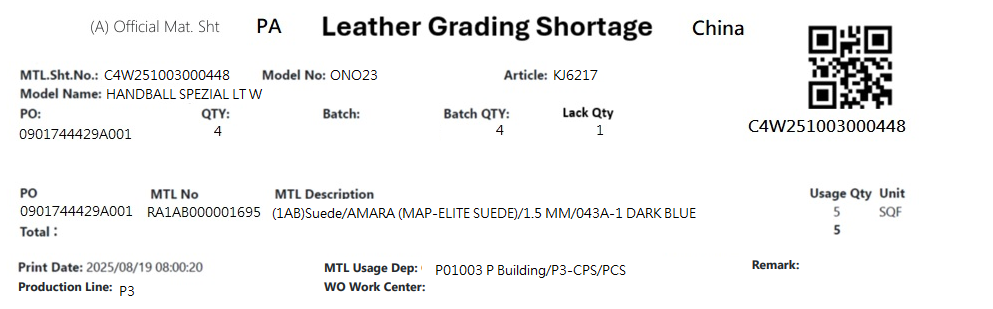 (A) Official Mat. Sht PA Leather Grading Shortage China
MTL.Sht.No.: C4W251003000448 Model No: ONO23 Article: KJ6217
Model Name: HANDBALL SPEZIAL LT W
PO: QTY: Batch: Batch QTY: Lack Qty
0901744429A001 4 4 1
C4W251003000448
PO MTL No MTL Description Usage Qty Unit
0901744429A001 RA1AB000001695 (1AB)Suede/AMARA (MAP-ELITE SUEDE)/1.5 MM/043A-1 DARK BLUE 5 SQF
Total : 5
Print Date: 2025/08/19 08:00:20 MTL Usage Dep: P01003 P Building/P3-CPS/PCS Remark:
Production Line: P3 WO Work Center: